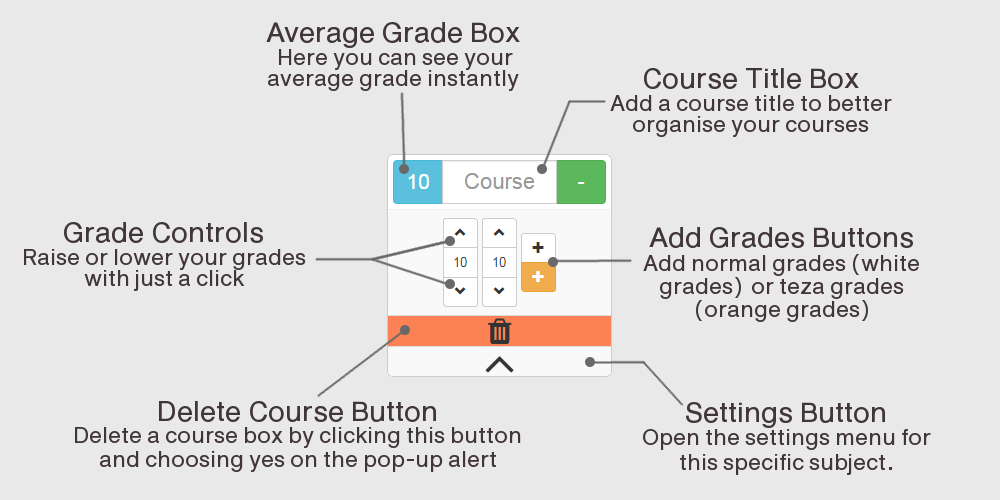 Average Grade Box
Here you can see your
average grade instantly
Course Title Box
Add a course title to better
organise your courses
10
Course
-
Grade Controls
Raise or lower your grades
with just a click
10
10
+
+
Add Grades Buttons
Add normal grades (white
grades) or teza grades
(orange grades)
Delete Course Button
Delete a course box by clicking this button
and choosing yes on the pop-up alert
Settings Button
Open the settings menu for
this specific subject.